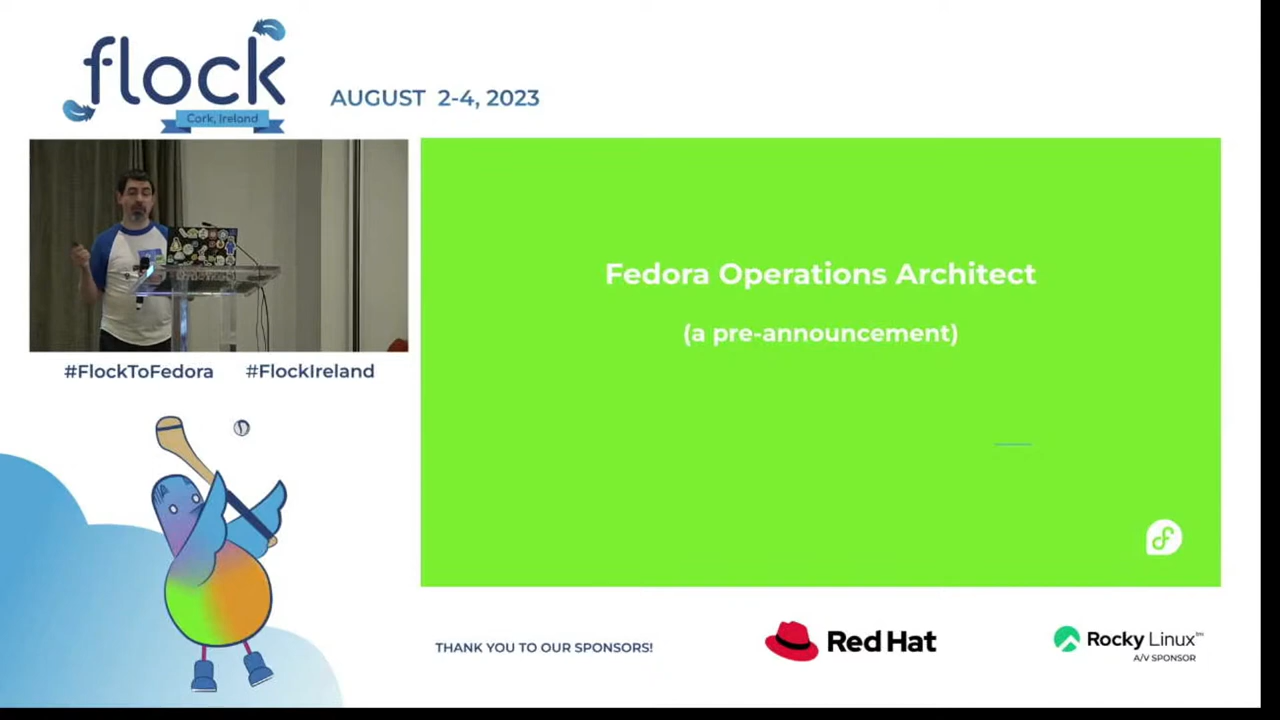 flock
Cork, Ireland
AUGUST 2-4, 2023
Fedora Operations Architect
(a pre-announcement)
#FlockToFedora #FlockIreland
THANK YOU TO OUR SPONSORS!
Red Hat
Rocky Linux™
A/V SPONSOR